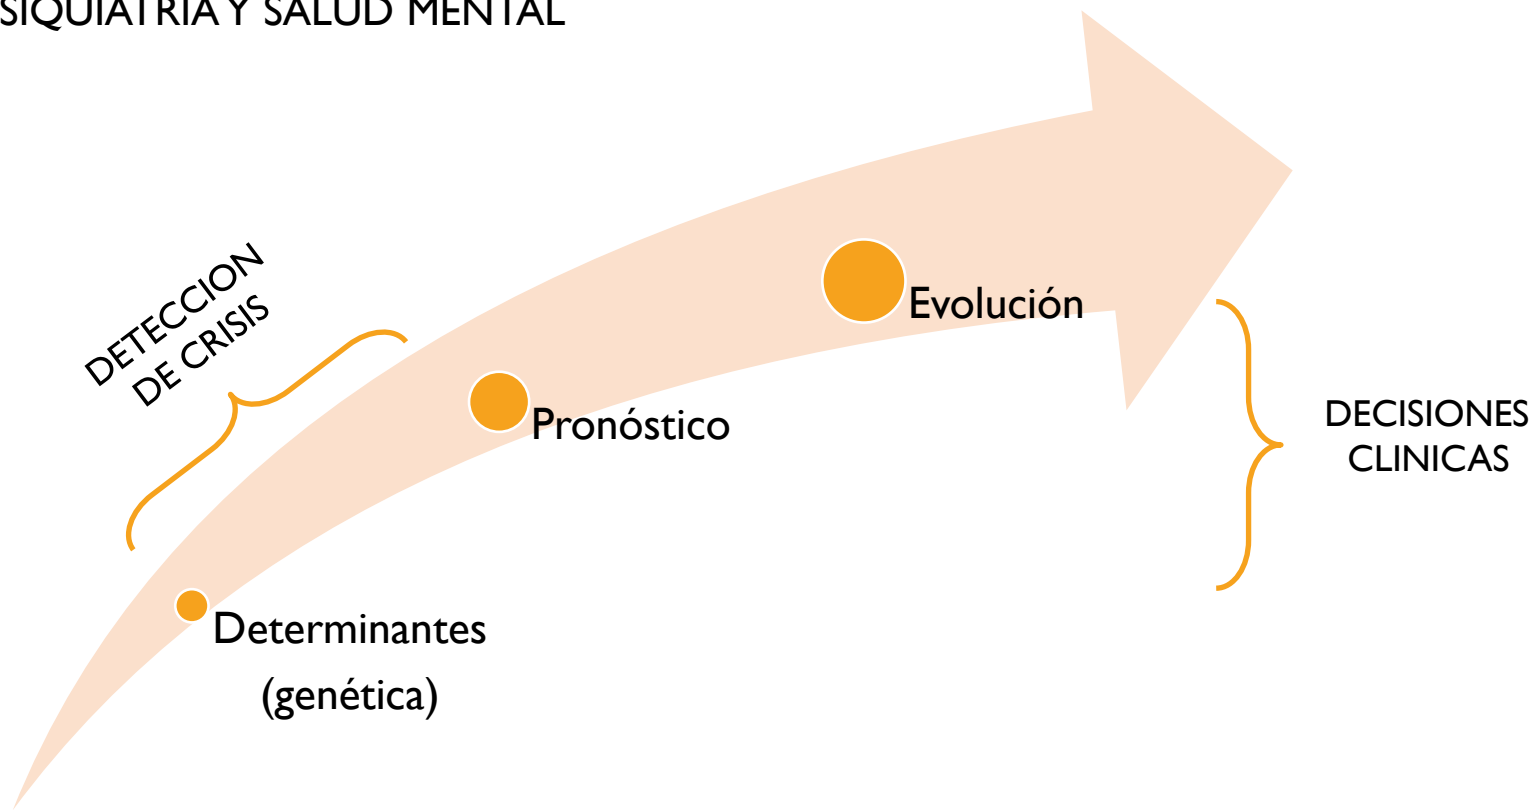 SIQUIATRIA Y SALUD MENTAL
DETECCION
DE CRISIS
Evolución
Pronóstico
DECISIONES
CLINICAS
Determinantes
(genética)